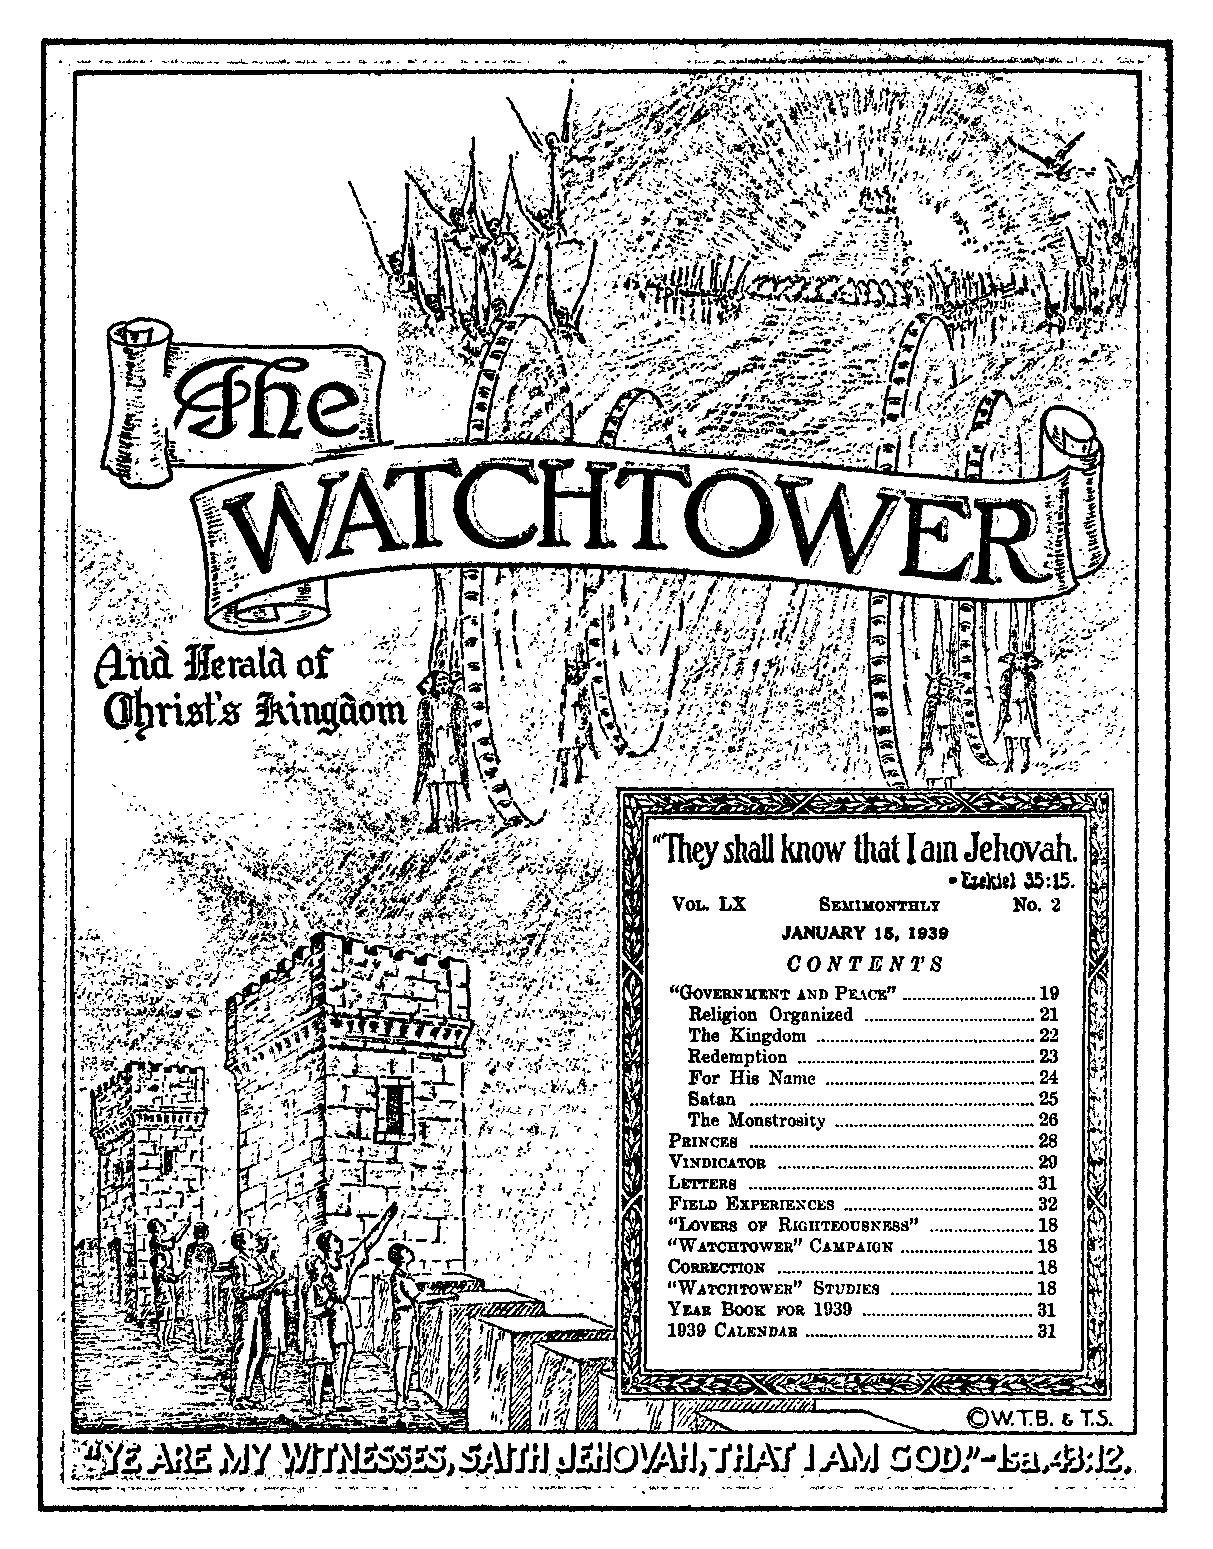 The
WATCHTOWER
And Herald of
Christ's Kingdom
"They shall know that I am Jehovah.
-Ezekiel 35:15.
VOL. LX SEMIMONTHLY No. 2
JANUARY 15, 1939
CONTENTS
"GOVERNMENT AND PEACE" ........ 19
Religion Organized ........ 21
The Kingdom ........ 22
Redemption ........ 23
For His Name ........ 24
Satan ........ 25
The Monstrosity ........ 26
PRINCES ........ 28
VINDICATOR ........ 29
LETTERS ........ 31
FIELD EXPERIENCES ........ 32
"LOVERS OF RIGHTEOUSNESS" ........ 18
"WATCHTOWER" CAMPAIGN ........ 18
CORRECTION ........ 18
"WATCHTOWER" STUDIES ........ 18
YEAR BOOK FOR 1939 ........ 31
1939 CALENDAR ........ 31
©W.T.B. & T.S.
"YE ARE MY WITNESSES, SAITH JEHOVAH, THAT I AM GOD."-Isa.43:12.